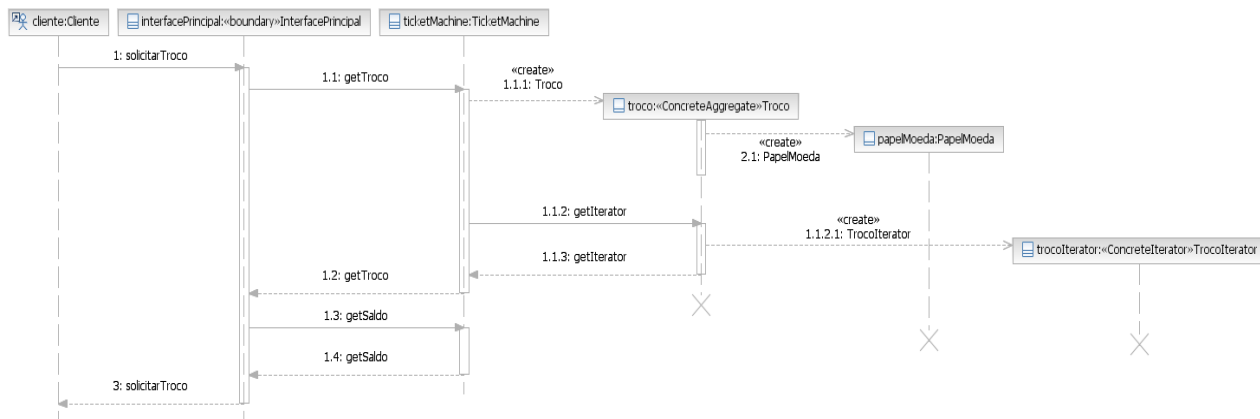 cliente:Cliente
interfacePrincipal:«boundary»InterfacePrincipal
ticketMachine:TicketMachine
1: solicitarTroco
1.1: getTroco
«create»
1.1.1: Troco
troco:«ConcreteAggregate»Troco
«create»
2.1: PapelMoeda
papelMoeda:PapelMoeda
1.1.2: getIterator
«create»
1.1.2.1: TrocoIterator
trocoIterator:«ConcreteIterator»TrocoIterator
1.1.3: getIterator
1.2: getTroco
1.3: getSaldo
1.4: getSaldo
3: solicitarTroco